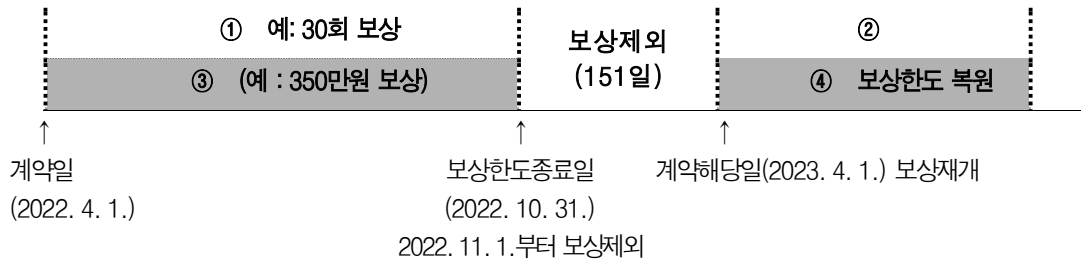 ① 예: 30회 보상
보상제외
(151일)
②
③ (예 : 350만원 보상)
④ 보상한도 복원
↑ ↑ ↑
계약일
(2022. 4. 1.)
보상한도종료일
(2022. 10. 31.)
2022. 11. 1.부터 보상제외
계약해당일(2023. 4. 1.) 보상재개